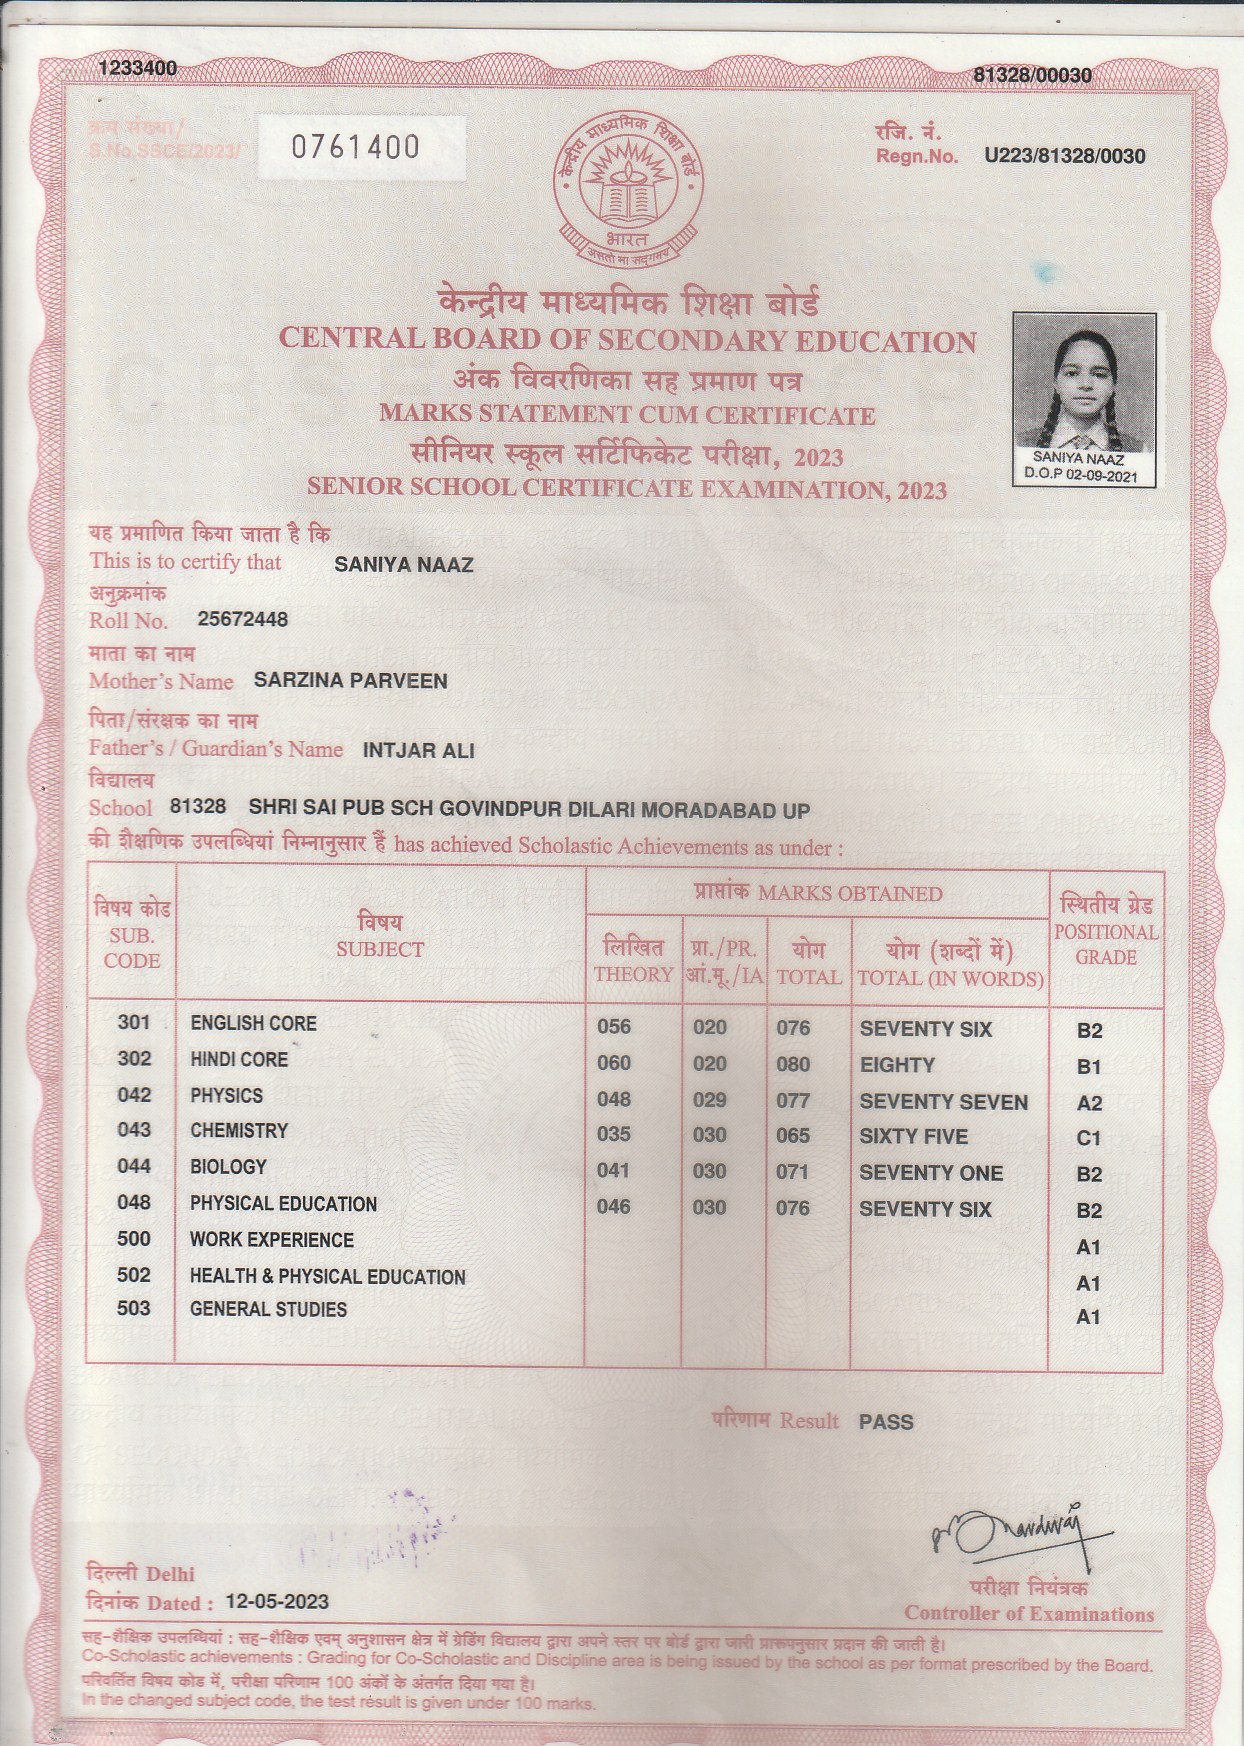 1233400
81328/00030
क्रम संख्या/
S.No.SSCE/2023/
0761400
रजि. नं.
Regn.No. U223/81328/0030
केन्द्रीय माध्यमिक शिक्षा बोर्ड
भारत
असतो मा सद्गमय
केन्द्रीय माध्यमिक शिक्षा बोर्ड
CENTRAL BOARD OF SECONDARY EDUCATION
अंक विवरणिका सह प्रमाण पत्र
MARKS STATEMENT CUM CERTIFICATE
सीनियर स्कूल सर्टिफिकेट परीक्षा, 2023
SENIOR SCHOOL CERTIFICATE EXAMINATION, 2023
SANIYA NAAZ
D.O.P 02-09-2021
यह प्रमाणित किया जाता है कि
This is to certify that SANIYA NAAZ
अनुक्रमांक
Roll No. 25672448
माता का नाम
Mother's Name SARZINA PARVEEN
पिता/संरक्षक का नाम
Father's / Guardian's Name INTJAR ALI
विद्यालय
School 81328 SHRI SAI PUB SCH GOVINDPUR DILARI MORADABAD UP
की शैक्षणिक उपलब्धियां निम्नानुसार हैं has achieved Scholastic Achievements as under :
विषय कोड
SUB.
CODE
विषय
SUBJECT
प्राप्तांक MARKS OBTAINED
लिखित
THEORY
प्रा./PR.
आं.मू./IA
योग
TOTAL
योग (शब्दों में)
TOTAL (IN WORDS)
स्थितीय ग्रेड
POSITIONAL
GRADE
301 ENGLISH CORE 056 020 076 SEVENTY SIX B2
302 HINDI CORE 060 020 080 EIGHTY B1
042 PHYSICS 048 029 077 SEVENTY SEVEN A2
043 CHEMISTRY 035 030 065 SIXTY FIVE C1
044 BIOLOGY 041 030 071 SEVENTY ONE B2
048 PHYSICAL EDUCATION 046 030 076 SEVENTY SIX B2
500 WORK EXPERIENCE A1
502 HEALTH & PHYSICAL EDUCATION A1
503 GENERAL STUDIES A1
परिणाम Result PASS
दिल्ली Delhi
दिनांक Dated : 12-05-2023
परीक्षा नियंत्रक
Controller of Examinations
सह-शैक्षिक उपलब्धियां : सह-शैक्षिक एवम् अनुशासन क्षेत्र में ग्रेडिंग विद्यालय द्वारा अपने स्तर पर बोर्ड द्वारा जारी प्रारूपनुसार प्रदान की जाती है।
Co-Scholastic achievements : Grading for Co-Scholastic and Discipline area is being issued by the school as per format prescribed by the Board.
परिवर्तित विषय कोड में, परीक्षा परिणाम 100 अंकों के अंतर्गत दिया गया है।
In the changed subject code, the test result is given under 100 marks.